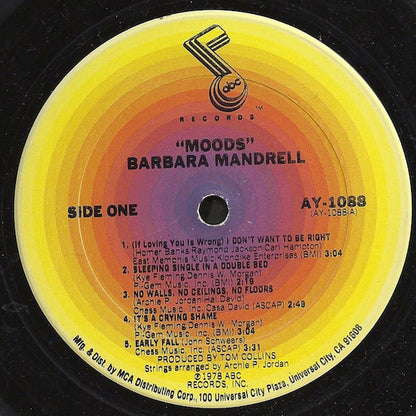 abc
RECORDS
™
"MOODS"
BARBARA MANDRELL
SIDE ONE
AY-1088
(AY-1088-A)
1. (If Loving You Is Wrong) I DON'T WANT TO BE RIGHT
(Homer Banks Raymond Jackson Carl Hampton)
East Memphis Music Klondike Enterprises (BMI) 3:04
2. SLEEPING SINGLE IN A DOUBLE BED
(Kye Fleming Dennis W. Morgan)
P-Gem Music, Inc. (BMI) 2:19
3. NO WALLS, NO CEILINGS, NO FLOORS
(Archie P. Jordan Hal David)
Chess Music, Inc. Casa David (ASCAP) 2:49
4. IT'S A CRYING SHAME
(Kye Fleming Dennis W. Morgan)
P-Gem Music, Inc. (BMI) 3:04
5. EARLY FALL (John Schweers)
Chess Music, Inc (ASCAP) 3:31
PRODUCED BY TOM COLLINS
Strings arranged by Archie P. Jordan
℗ 1978 ABC
RECORDS, INC.
Mfg. & Dist. by MCA Distributing Corp., 100 Universal City Plaza, Universal City, CA 91608